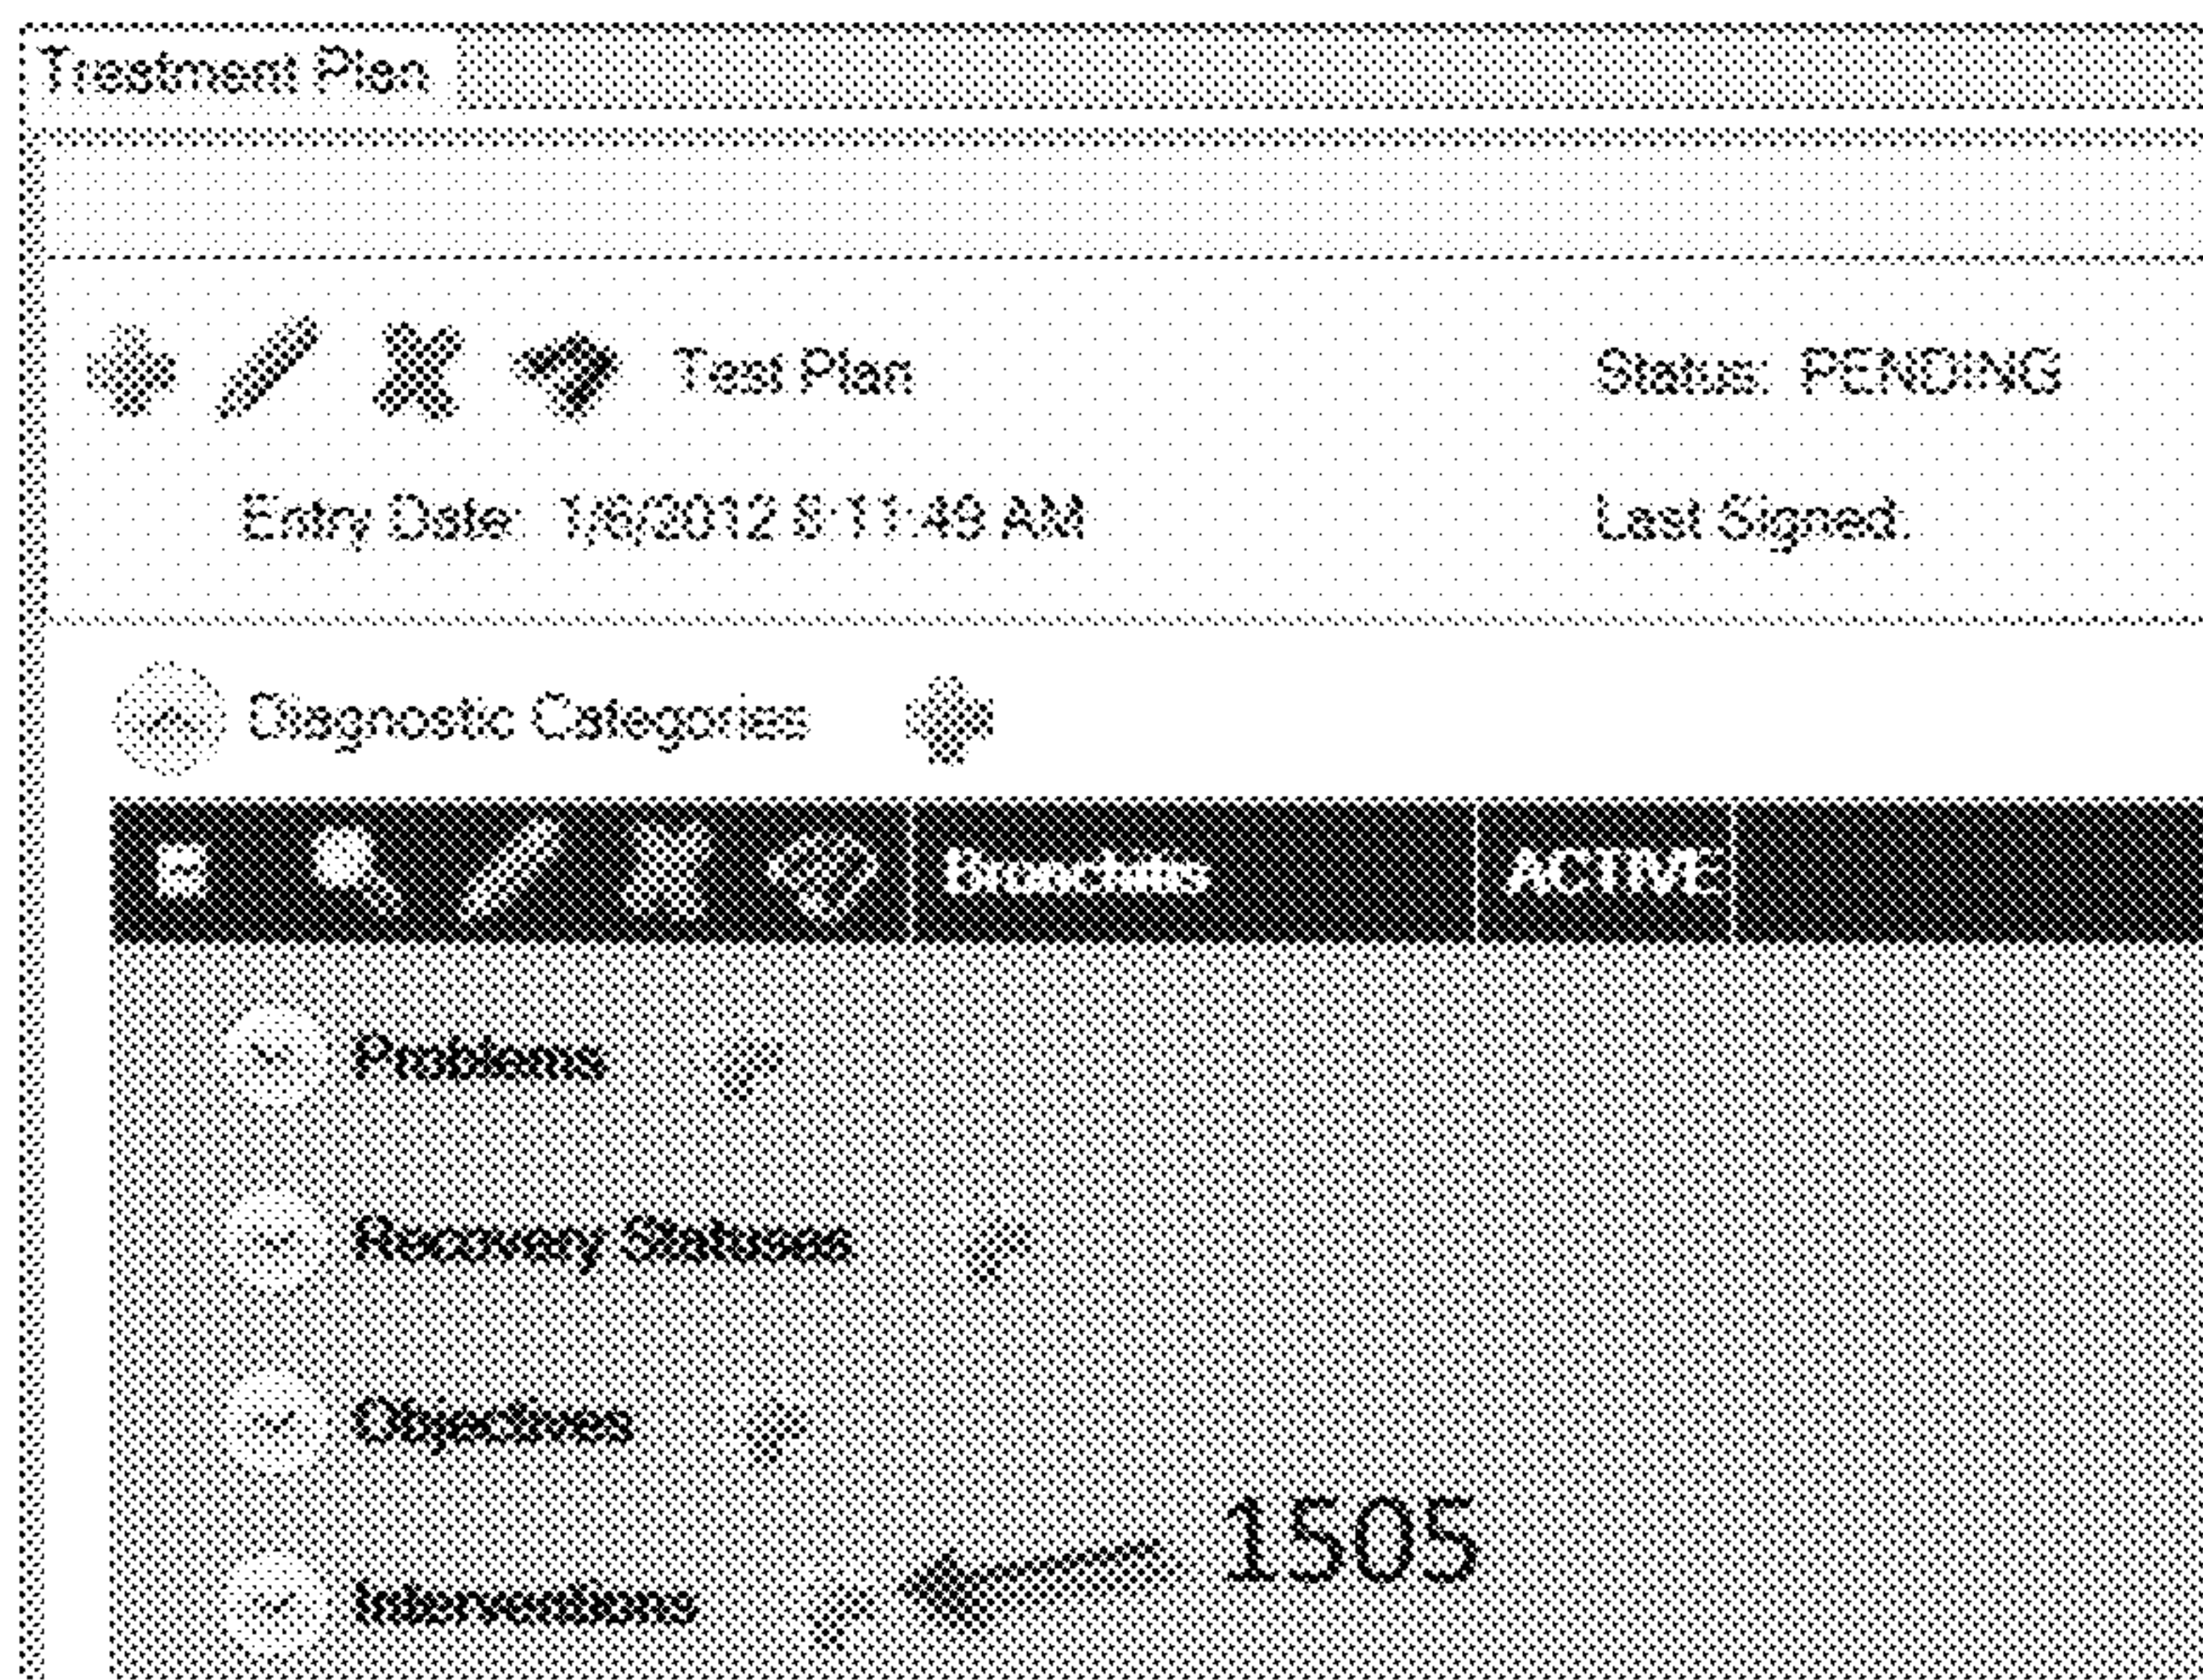 Treatment Plan
Test Plan Status: PENDING
Entry Date: 1/6/2012 8:11:49 AM Last Signed:
Diagnostic Categories
Bronchitis ACTIVE
Problems
Recovery Statuses
Objectives
1505
Interventions